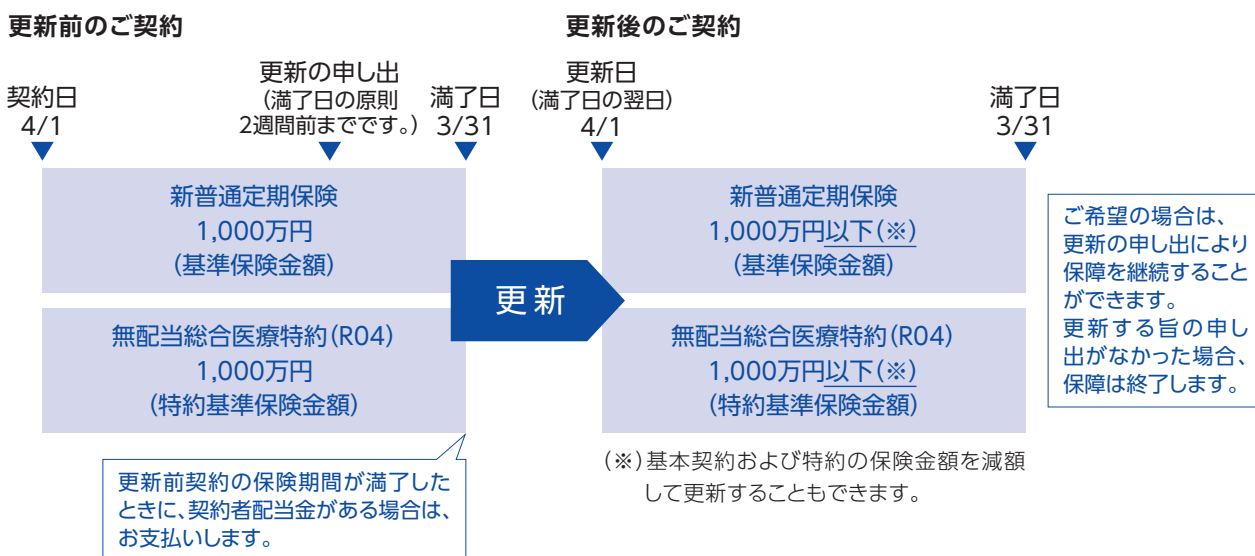 更新前のご契約
更新後のご契約
契約日
4/1
更新の申し出
(満了日の原則
2週間前までです。)
満了日
3/31
更新日
(満了日の翌日)
4/1
満了日
3/31
新普通定期保険
1,000万円
(基準保険金額)
無配当総合医療特約(R04)
1,000万円
(特約基準保険金額)
更新
新普通定期保険
1,000万円以下(※)
(基準保険金額)
無配当総合医療特約(R04)
1,000万円以下(※)
(特約基準保険金額)
ご希望の場合は、
更新の申し出により
保障を継続すること
ができます。
更新する旨の申し
出がなかった場合、
保障は終了します。
更新前契約の保険期間が満了した
ときに、契約者配当金がある場合は、
お支払いします。
(※)基本契約および特約の保険金額を減額
して更新することもできます。